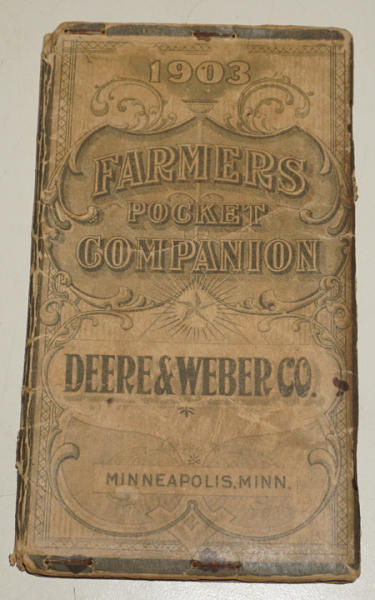 1903
FARMERS
POCKET
COMPANION
DEERE & WEBER CO.
MINNEAPOLIS, MINN.